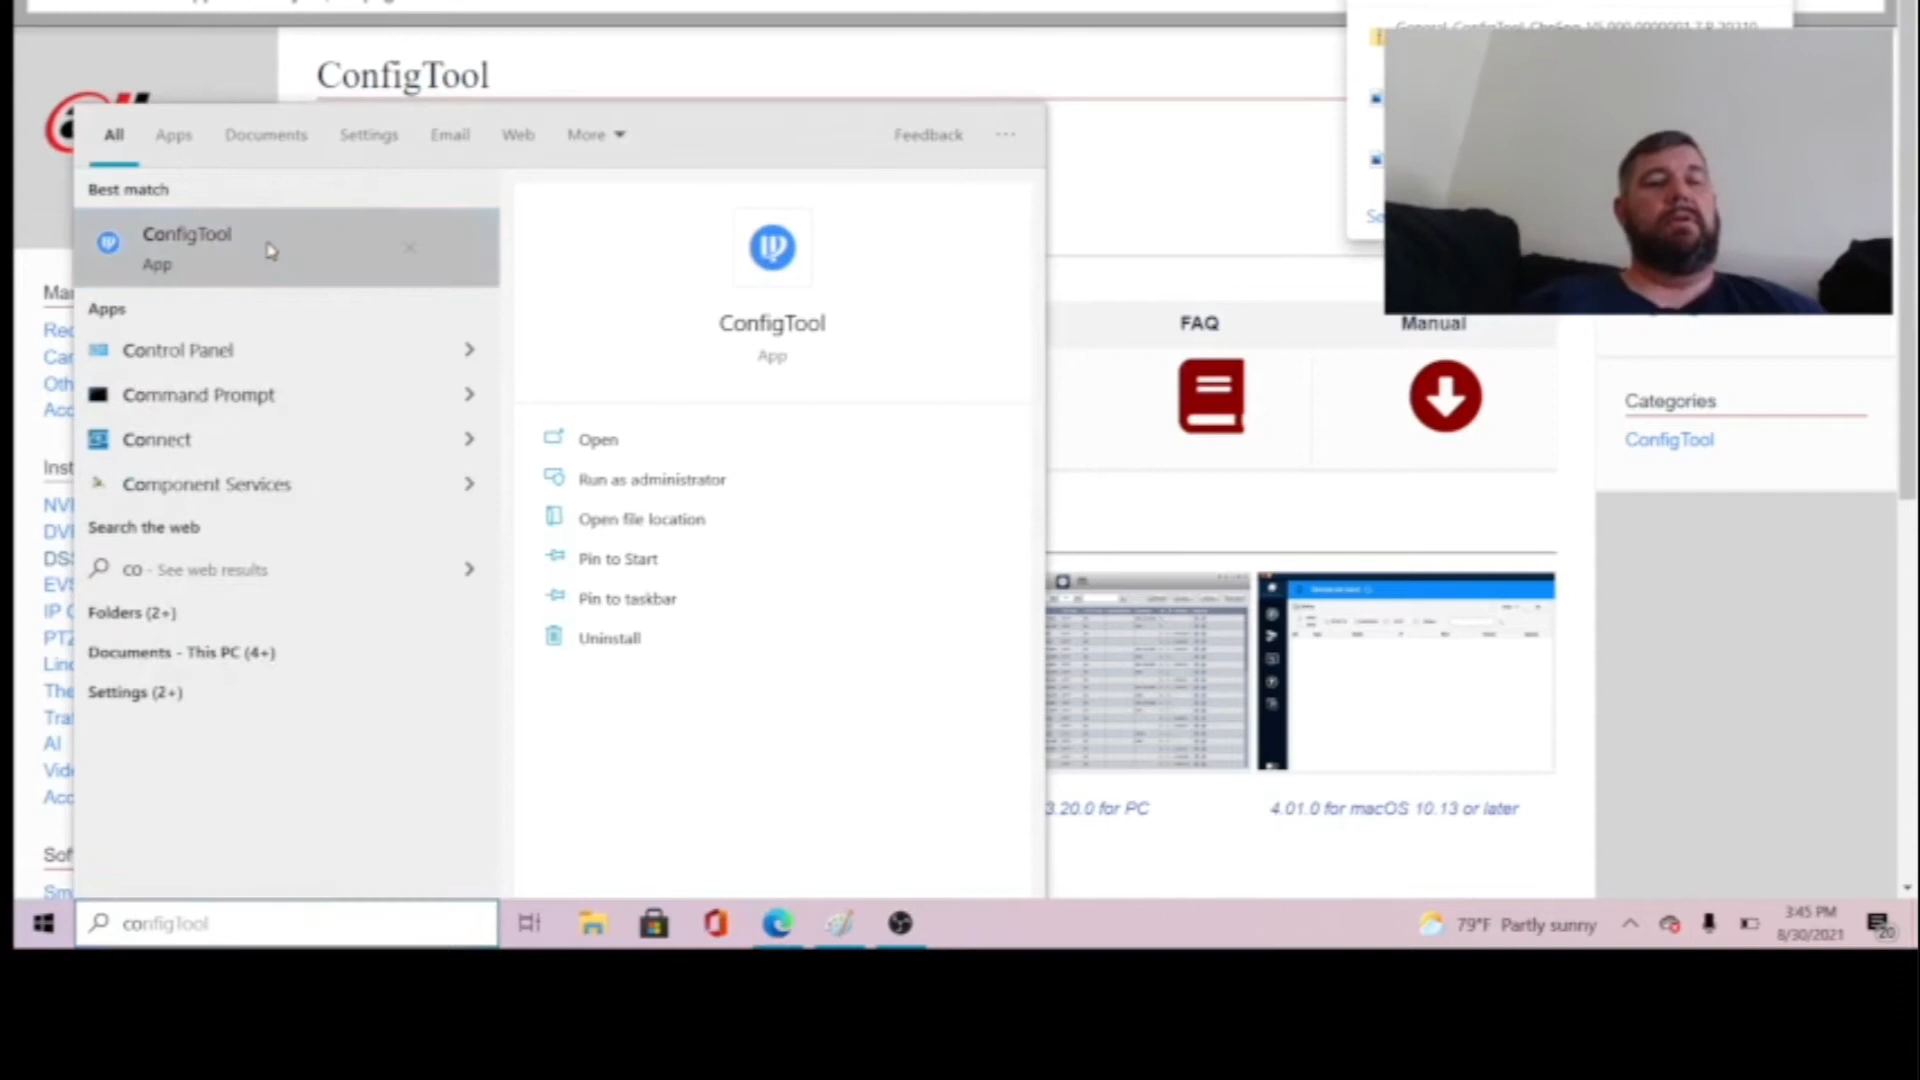 ConfigTool
All Apps Documents Settings Email Web More Feedback
Best match
ConfigTool
App
Apps
Control Panel
Command Prompt
Connect
Component Services
Search the web
co - See web results
Folders (2+)
Documents - This PC (4+)
Settings (2+)
ConfigTool
App
Open
Run as administrator
Open file location
Pin to Start
Pin to taskbar
Uninstall
FAQ
Manual
Categories
ConfigTool
3.20.0 for PC
4.01.0 for macOS 10.13 or later
AI
configTool
79°F Partly sunny
3:45 PM
8/30/2021
20